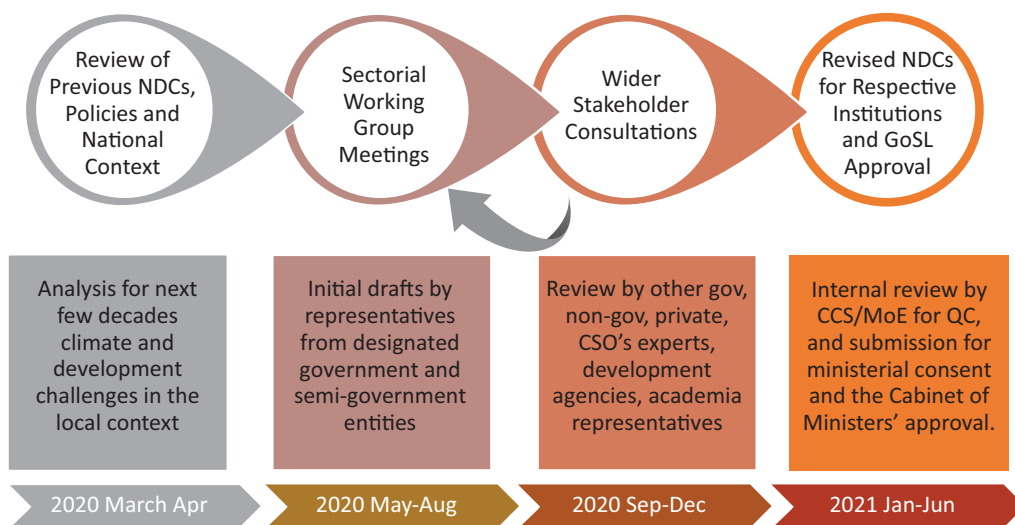 Review of
Previous NDCs,
Policies and
National
Context
Sectorial
Working
Group
Meetings
Wider
Stakeholder
Consultations
Revised NDCs
for Respective
Institutions
and GoSL
Approval
Analysis for next
few decades
climate and
development
challenges in the
local context
Initial drafts by
representatives
from designated
government and
semi-government
entities
Review by other gov,
non-gov, private,
CSO's experts,
development
agencies, academia
representatives
Internal review by
CCS/MoE for QC,
and submission for
ministerial consent
and the Cabinet of
Ministers' approval.
2020 March Apr
2020 May-Aug
2020 Sep-Dec
2021 Jan-Jun